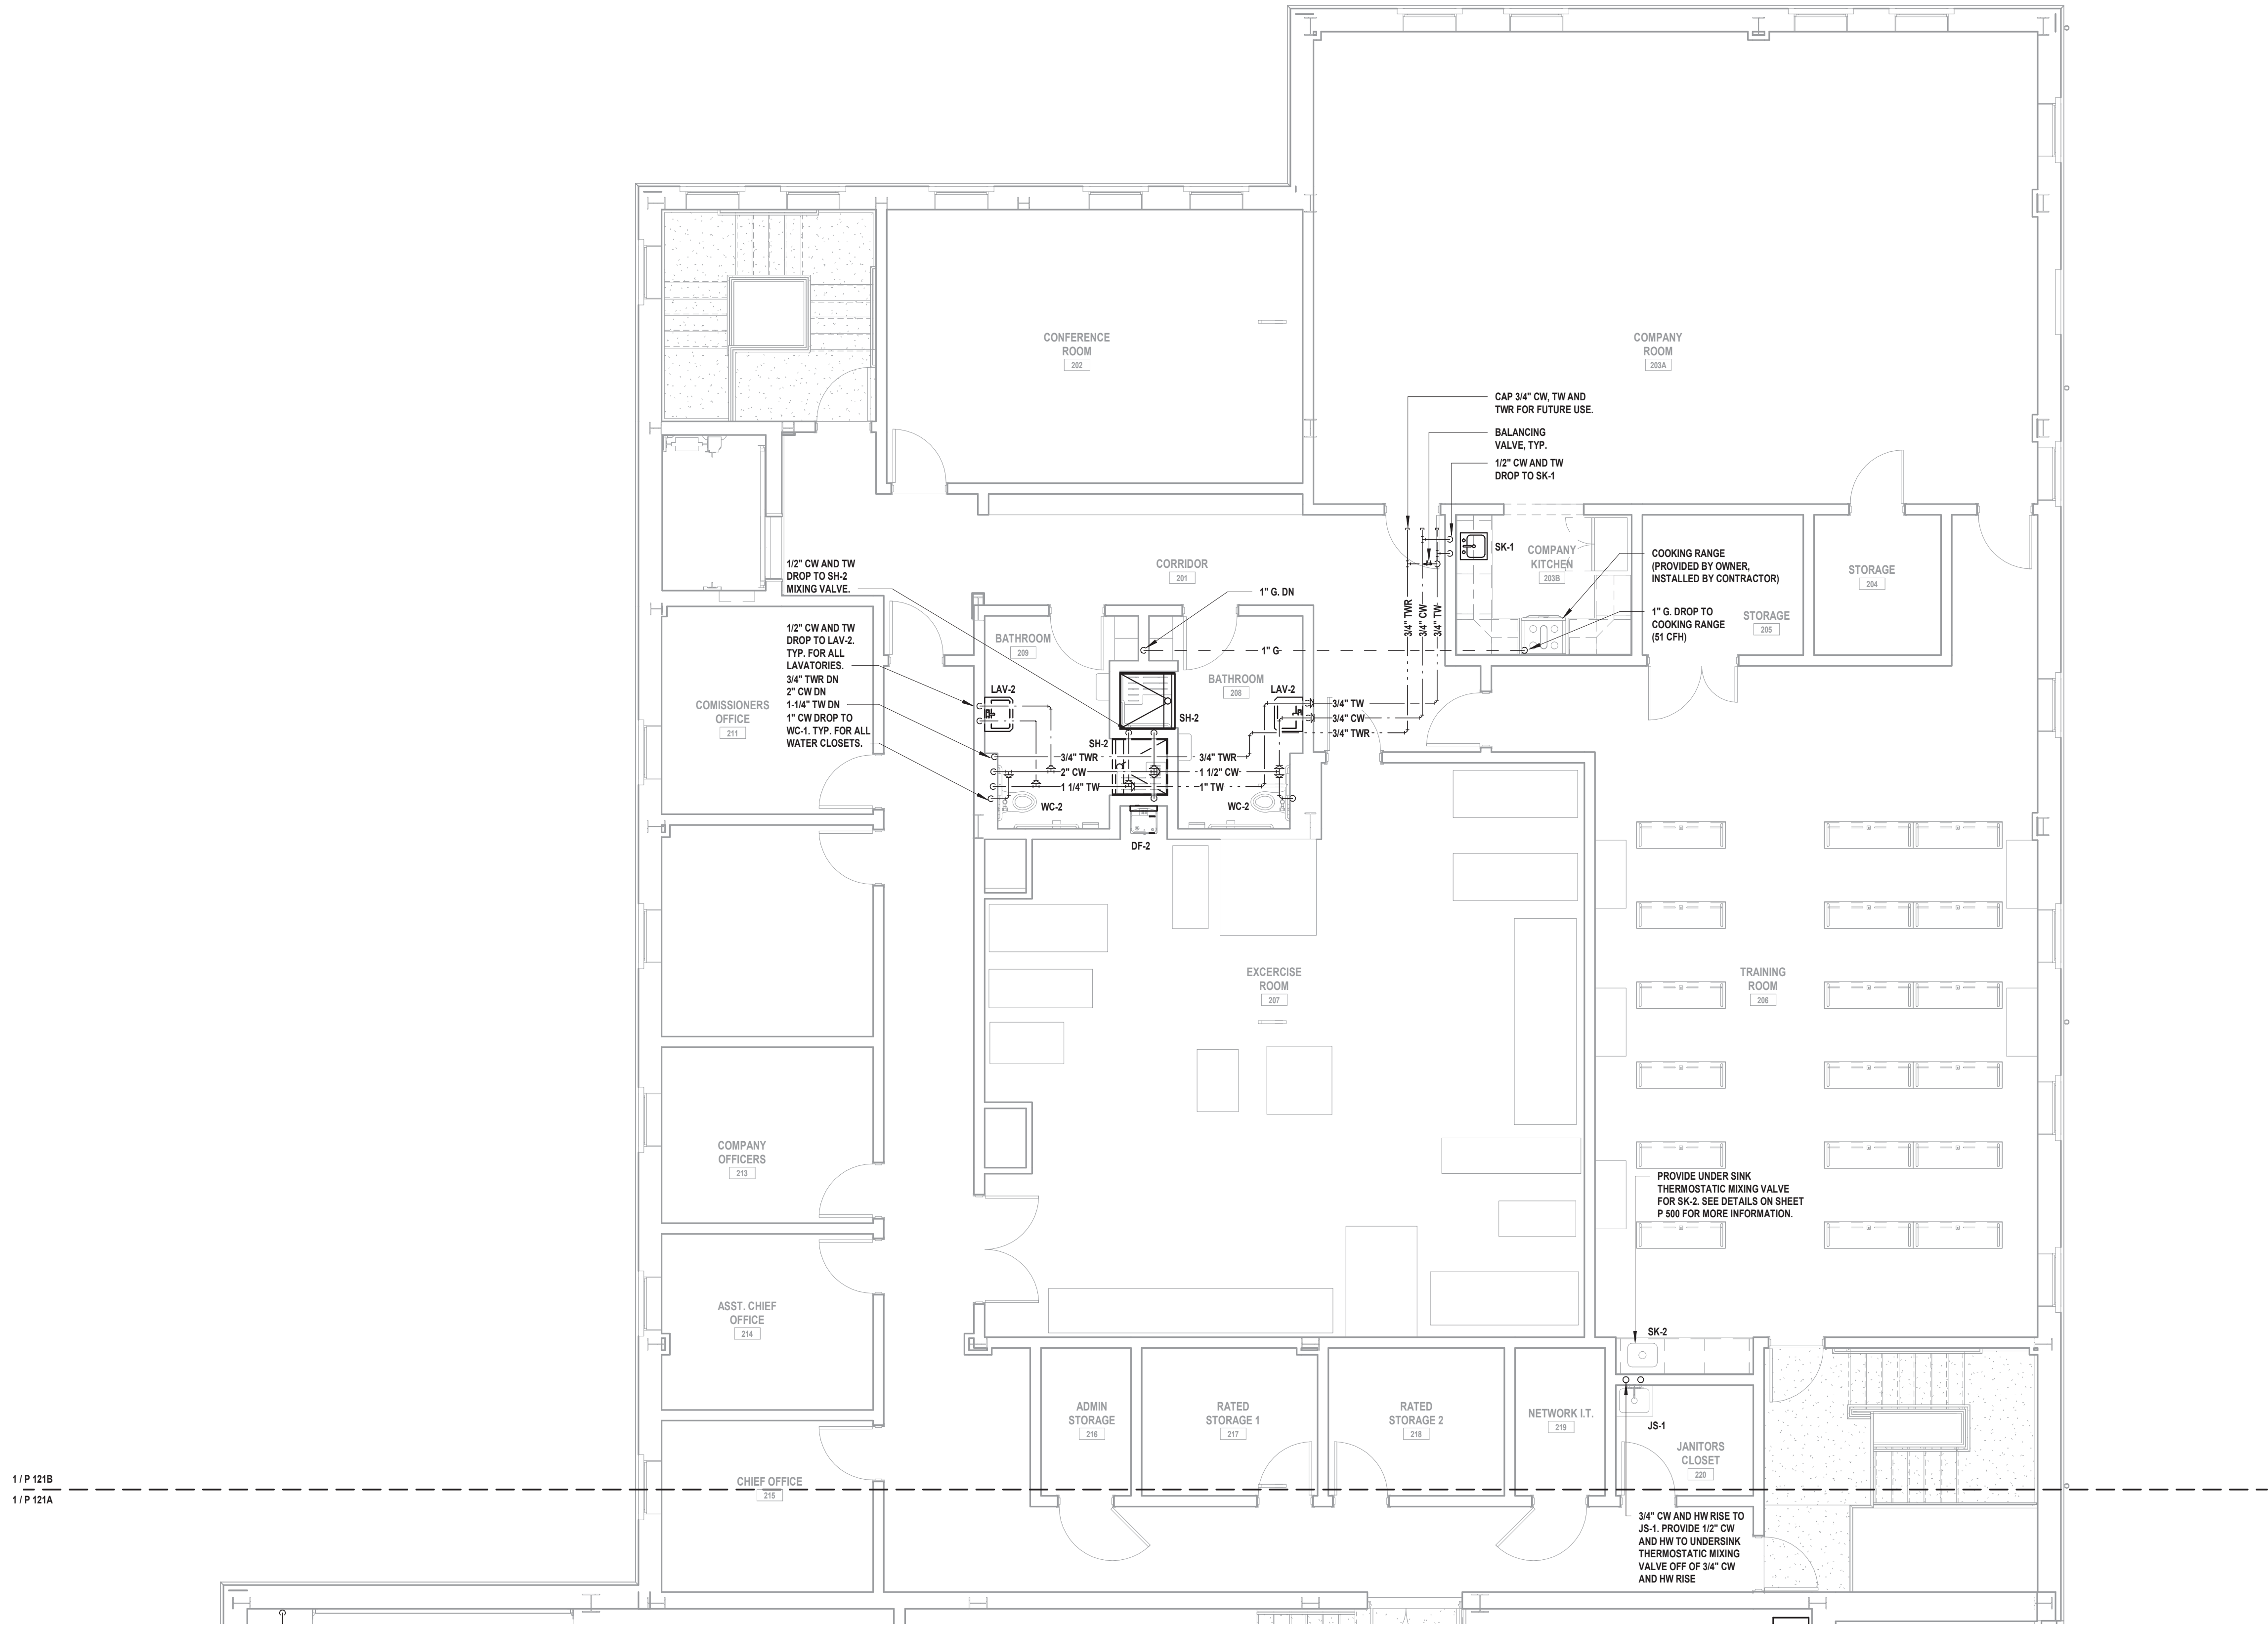 CONFERENCE
ROOM
202
COMPANY
ROOM
203A
CAP 3/4" CW, TW AND
TWR FOR FUTURE USE.
BALANCING
VALVE, TYP.
1/2" CW AND TW
DROP TO SK-1
SK-1
COMPANY
KITCHEN
203B
COOKING RANGE
(PROVIDED BY OWNER,
INSTALLED BY CONTRACTOR)
1" G. DROP TO
COOKING RANGE
(51 CFH)
STORAGE
204
STORAGE
205
CORRIDOR
201
1" G. DN
1" G
3/4" TWR
3/4" CW
3/4" TW
1/2" CW AND TW
DROP TO SH-2
MIXING VALVE.
1/2" CW AND TW
DROP TO LAV-2.
TYP. FOR ALL
LAVATORIES.
3/4" TWR DN
2" CW DN
1-1/4" TW DN
1" CW DROP TO
WC-1. TYP. FOR ALL
WATER CLOSETS.
BATHROOM
209
BATHROOM
208
LAV-2
LAV-2
SH-2
SH-2
3/4" TW
3/4" CW
3/4" TWR
3/4" TWR
3/4" TWR
2" CW
1 1/2" CW
1 1/4" TW
1" TW
WC-2
WC-2
DF-2
COMISSIONERS
OFFICE
211
EXCERCISE
ROOM
207
TRAINING
ROOM
206
COMPANY
OFFICERS
213
PROVIDE UNDER SINK
THERMOSTATIC MIXING VALVE
FOR SK-2. SEE DETAILS ON SHEET
P 500 FOR MORE INFORMATION.
ASST. CHIEF
OFFICE
214
SK-2
ADMIN
STORAGE
216
RATED
STORAGE 1
217
RATED
STORAGE 2
218
NETWORK I.T.
219
JS-1
JANITORS
CLOSET
220
CHIEF OFFICE
215
1 / P 121B
1 / P 121A
3/4" CW AND HW RISE TO
JS-1. PROVIDE 1/2" CW
AND HW TO UNDERSINK
THERMOSTATIC MIXING
VALVE OFF OF 3/4" CW
AND HW RISE